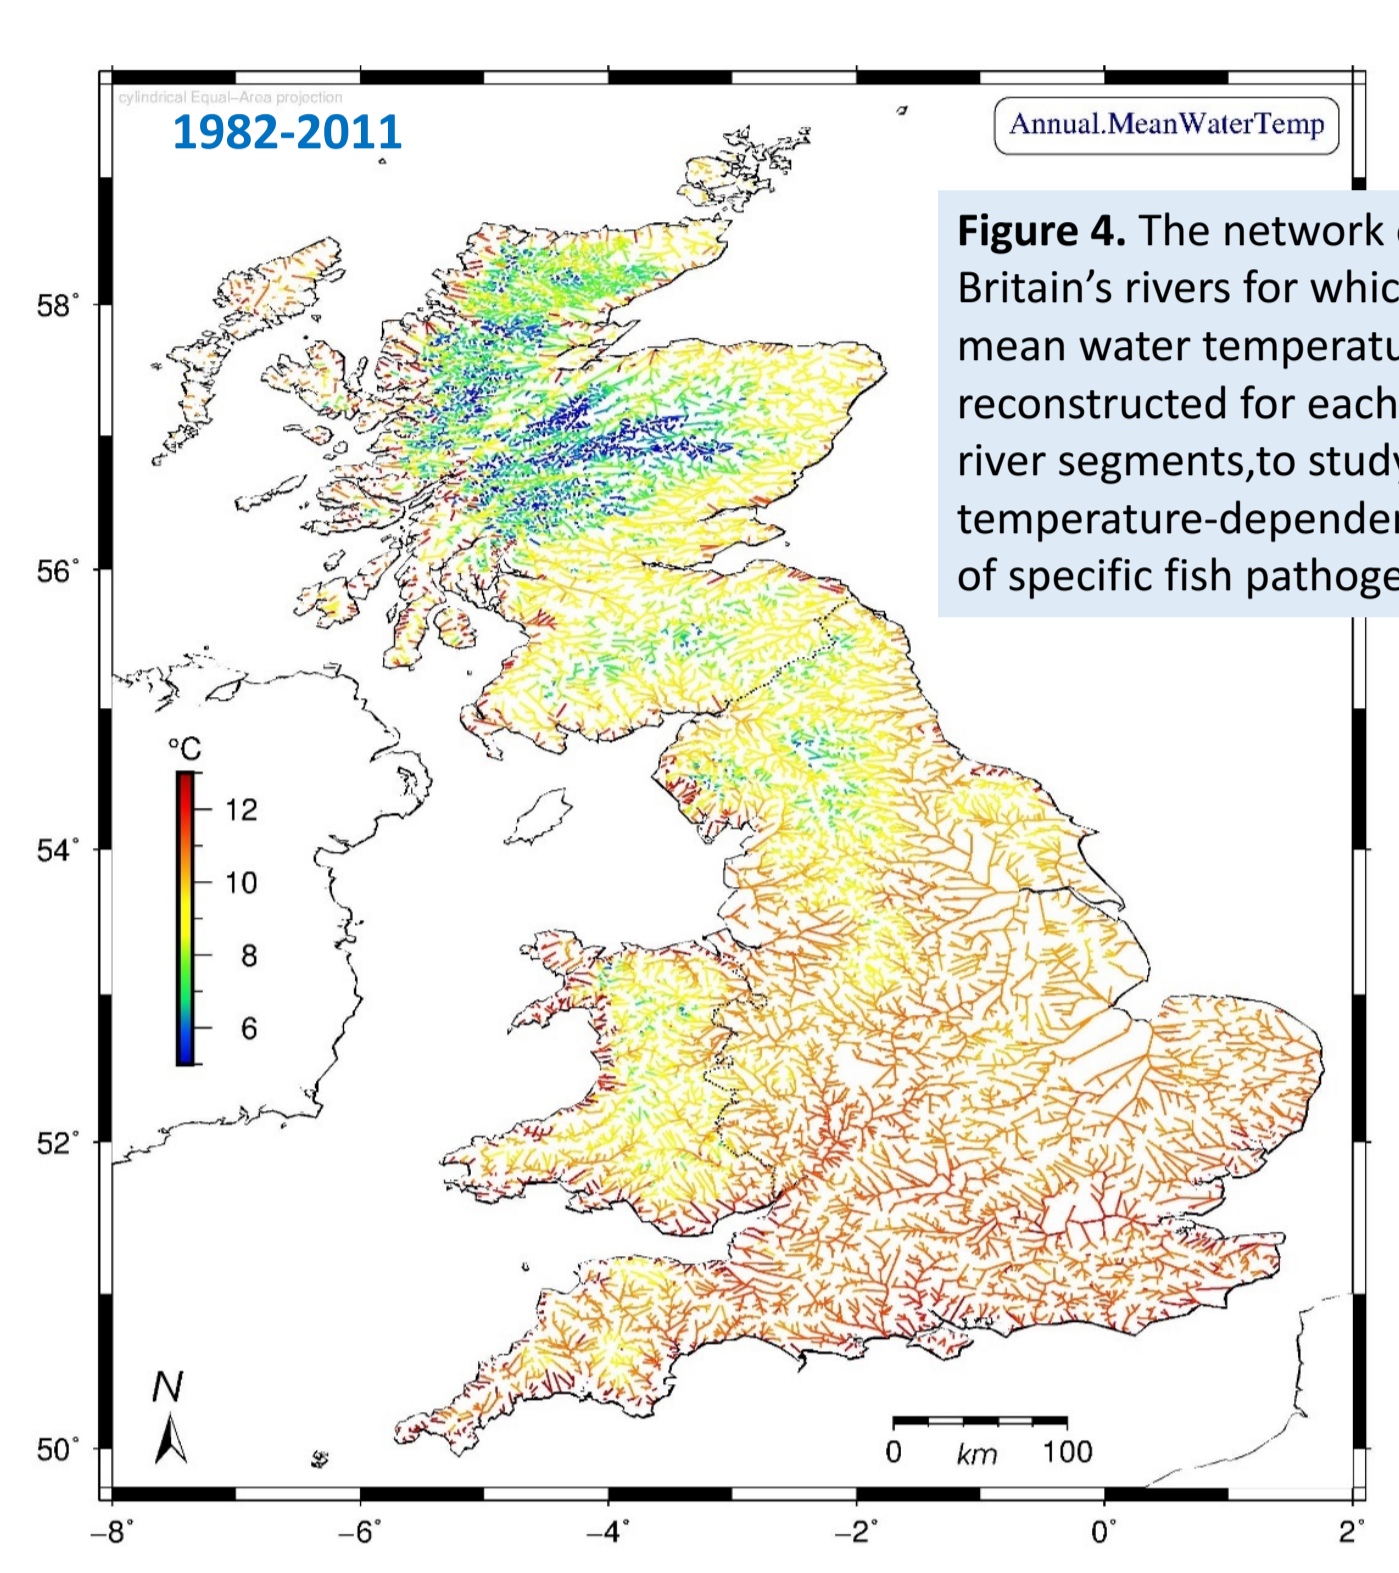 cylindrical Equal–Area projection
1982-2011
Annual.MeanWaterTemp
Figure 4. The network
Britain’s rivers for whic
mean water temperatu
reconstructed for each
river segments,to study
temperature-depender
of specific fish pathoge
58°
56°
54°
52°
50°
°C
12
10
8
6
N
0 km 100
–8° –6° –4° –2° 0° 2°